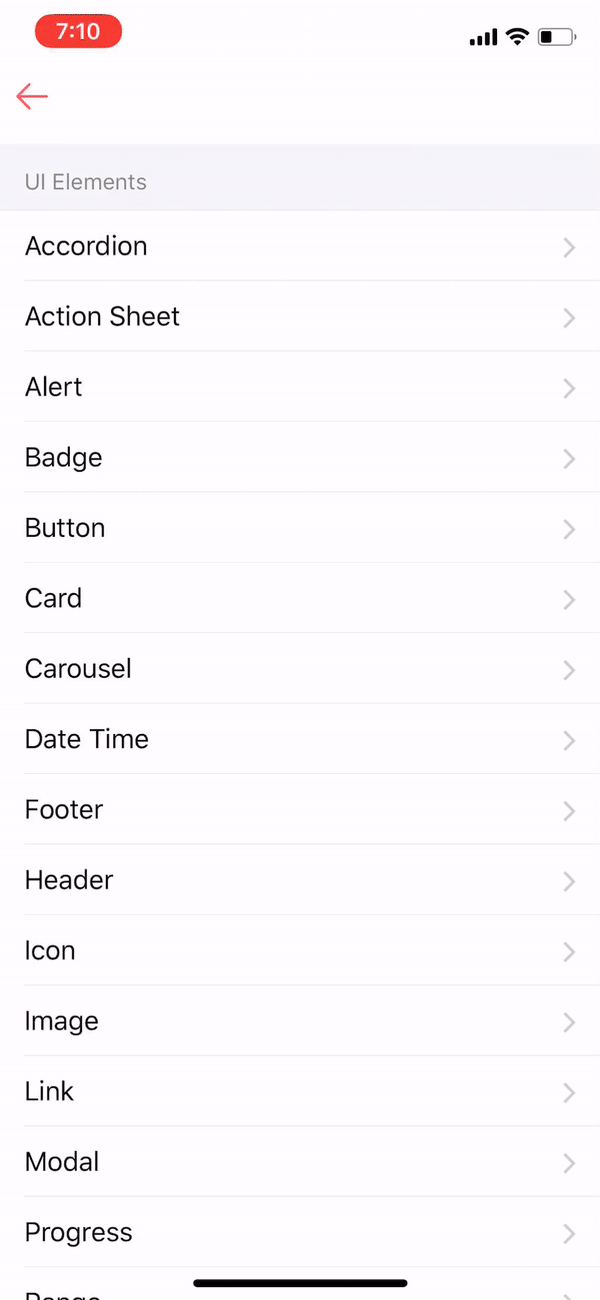 7:10
UI Elements
Accordion
Action Sheet
Alert
Badge
Button
Card
Carousel
Date Time
Footer
Header
Icon
Image
Link
Modal
Progress
Range